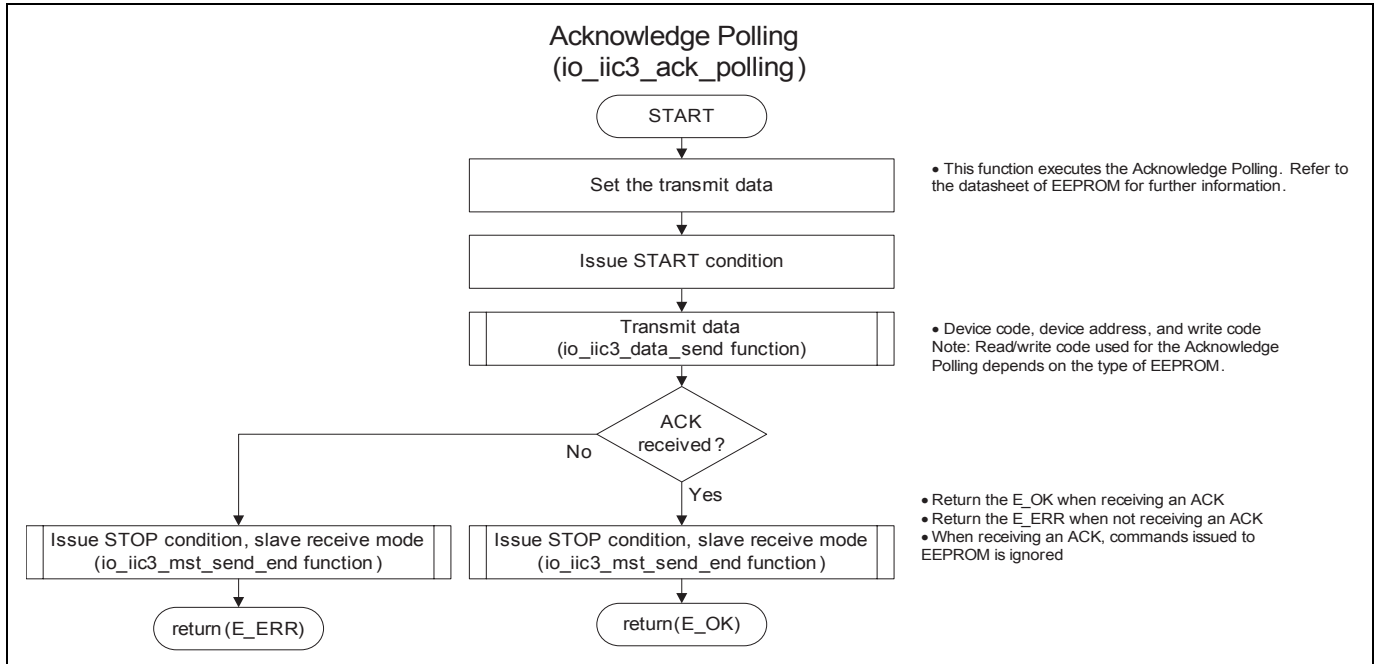 Acknowledge Polling
(io_iic3_ack_polling)
START
Set the transmit data
• This function executes the Acknowledge Polling. Refer to
the datasheet of EEPROM for further information.
Issue START condition
Transmit data
(io_iic3_data_send function)
• Device code, device address, and write code
Note: Read/write code used for the Acknowledge
Polling depends on the type of EEPROM.
ACK
received?
No
Yes
• Return the E_OK when receiving an ACK
• Return the E_ERR when not receiving an ACK
• When receiving an ACK, commands issued to
EEPROM is ignored
Issue STOP condition, slave receive mode
(io_iic3_mst_send_end function)
Issue STOP condition, slave receive mode
(io_iic3_mst_send_end function)
return(E_ERR)
return(E_OK)